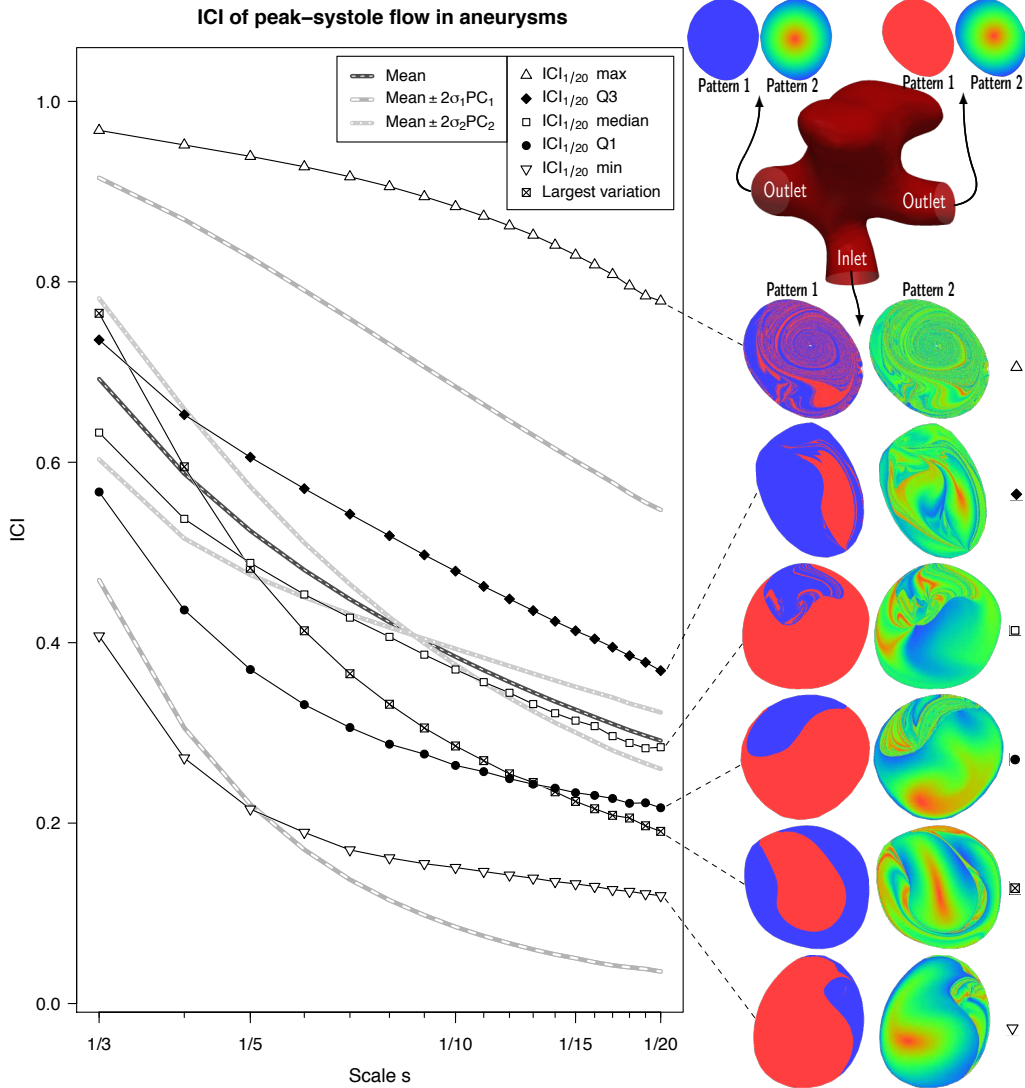 ICI of peak−systole flow in aneurysms
Mean
Mean ± 2σ₁PC₁
Mean ± 2σ₂PC₂
ICI₁/₂₀ max
ICI₁/₂₀ Q3
ICI₁/₂₀ median
ICI₁/₂₀ Q1
ICI₁/₂₀ min
Largest variation
1.0
0.8
0.6
0.4
0.2
0.0
ICI
1/3
1/5
1/10
1/15
1/20
Scale s
Pattern 1
Pattern 2
Pattern 1
Pattern 2
Outlet
Outlet
Inlet
Pattern 1
Pattern 2